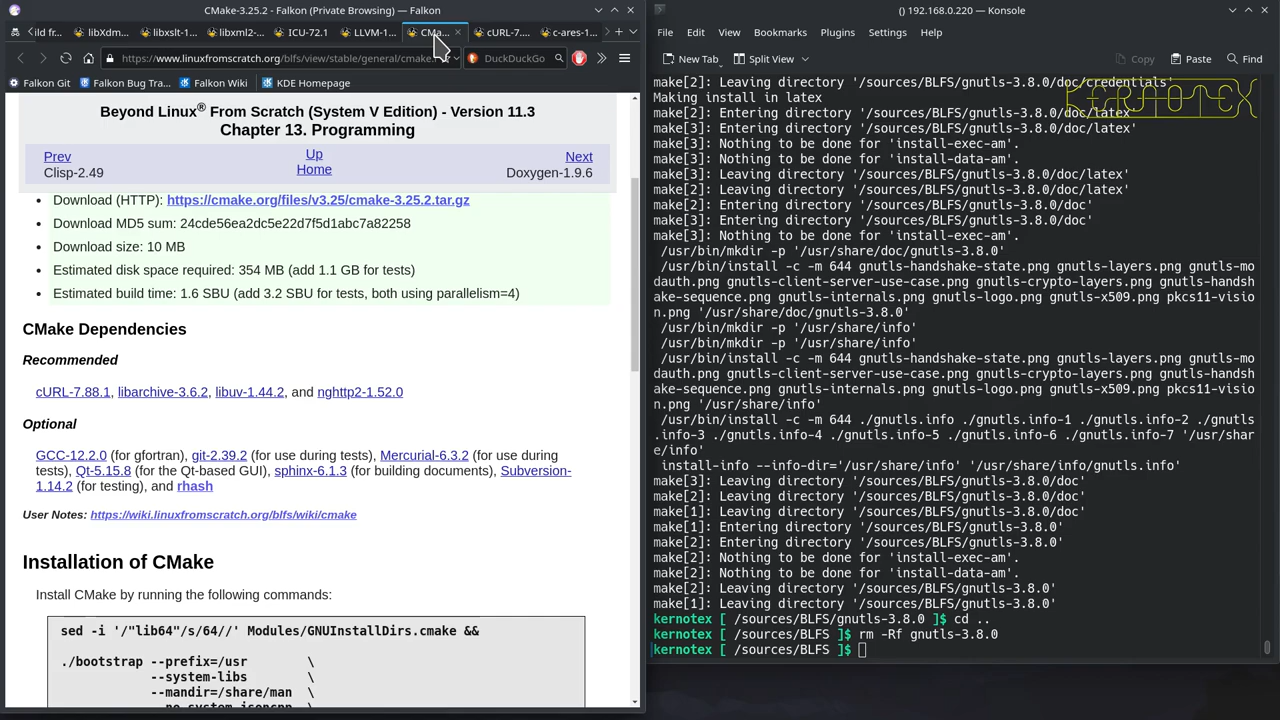 CMake-3.25.2 - Falkon (Private Browsing) — Falkon
ild fr...
libXdm...
libxslt-1...
libxml2-...
ICU-72.1
LLVM-1...
CMa...
cURL-7....
c-ares-1...
https://www.linuxfromscratch.org/blfs/view/stable/general/cmake.
DuckDuckGo
Falkon Git
Falkon Bug Tra...
Falkon Wiki
KDE Homepage
Beyond Linux® From Scratch (System V Edition) - Version 11.3
Chapter 13. Programming
Prev
Up
Next
Clisp-2.49
Home
Doxygen-1.9.6
Download (HTTP): https://cmake.org/files/v3.25/cmake-3.25.2.tar.gz
Download MD5 sum: 24cde56ea2dc5e22d7f5d1abc7a82258
Download size: 10 MB
Estimated disk space required: 354 MB (add 1.1 GB for tests)
Estimated build time: 1.6 SBU (add 3.2 SBU for tests, both using parallelism=4)
CMake Dependencies
Recommended
cURL-7.88.1, libarchive-3.6.2, libuv-1.44.2, and nghttp2-1.52.0
Optional
GCC-12.2.0 (for gfortran), git-2.39.2 (for use during tests), Mercurial-6.3.2 (for use during
tests), Qt-5.15.8 (for the Qt-based GUI), sphinx-6.1.3 (for building documents), Subversion-
1.14.2 (for testing), and rhash
User Notes: https://wiki.linuxfromscratch.org/blfs/wiki/cmake
Installation of CMake
Install CMake by running the following commands:
sed -i '/"lib64"/s/64//' Modules/GNUInstallDirs.cmake &&
./bootstrap --prefix=/usr \
--system-libs \
--mandir=/share/man \
--no-system-jsoncpp \
() 192.168.0.220 — Konsole
File Edit View Bookmarks Plugins Settings Help
New Tab
Split View
Copy
Paste
Find
make[2]: Leaving directory '/sources/BLFS/gnutls-3.8.0/doc/credentials'
Making install in latex
make[2]: Entering directory '/sources/BLFS/gnutls-3.8.0/doc/latex'
make[3]: Entering directory '/sources/BLFS/gnutls-3.8.0/doc/latex'
make[3]: Nothing to be done for 'install-exec-am'.
make[3]: Nothing to be done for 'install-data-am'.
make[3]: Leaving directory '/sources/BLFS/gnutls-3.8.0/doc/latex'
make[2]: Leaving directory '/sources/BLFS/gnutls-3.8.0/doc/latex'
make[2]: Entering directory '/sources/BLFS/gnutls-3.8.0/doc'
make[3]: Entering directory '/sources/BLFS/gnutls-3.8.0/doc'
make[3]: Nothing to be done for 'install-exec-am'.
/usr/bin/mkdir -p '/usr/share/doc/gnutls-3.8.0'
/usr/bin/install -c -m 644 gnutls-handshake-state.png gnutls-layers.png gnutls-mo
dauth.png gnutls-client-server-use-case.png gnutls-crypto-layers.png gnutls-handsh
ake-sequence.png gnutls-internals.png gnutls-logo.png gnutls-x509.png pkcs11-visio
n.png '/usr/share/doc/gnutls-3.8.0'
/usr/bin/mkdir -p '/usr/share/info'
/usr/bin/mkdir -p '/usr/share/info'
/usr/bin/install -c -m 644 gnutls-handshake-state.png gnutls-layers.png gnutls-mo
dauth.png gnutls-client-server-use-case.png gnutls-crypto-layers.png gnutls-handsh
ake-sequence.png gnutls-internals.png gnutls-logo.png gnutls-x509.png pkcs11-visio
n.png '/usr/share/info'
/usr/bin/install -c -m 644 ./gnutls.info ./gnutls.info-1 ./gnutls.info-2 ./gnutls
.info-3 ./gnutls.info-4 ./gnutls.info-5 ./gnutls.info-6 ./gnutls.info-7 '/usr/shar
e/info'
install-info --info-dir='/usr/share/info' '/usr/share/info/gnutls.info'
make[3]: Leaving directory '/sources/BLFS/gnutls-3.8.0/doc'
make[2]: Leaving directory '/sources/BLFS/gnutls-3.8.0/doc'
make[1]: Leaving directory '/sources/BLFS/gnutls-3.8.0/doc'
make[1]: Entering directory '/sources/BLFS/gnutls-3.8.0'
make[2]: Entering directory '/sources/BLFS/gnutls-3.8.0'
make[2]: Nothing to be done for 'install-exec-am'.
make[2]: Nothing to be done for 'install-data-am'.
make[2]: Leaving directory '/sources/BLFS/gnutls-3.8.0'
make[1]: Leaving directory '/sources/BLFS/gnutls-3.8.0'
kernotex [ /sources/BLFS/gnutls-3.8.0 ]$ cd ..
kernotex [ /sources/BLFS ]$ rm -Rf gnutls-3.8.0
kernotex [ /sources/BLFS ]$
KERNOTEX